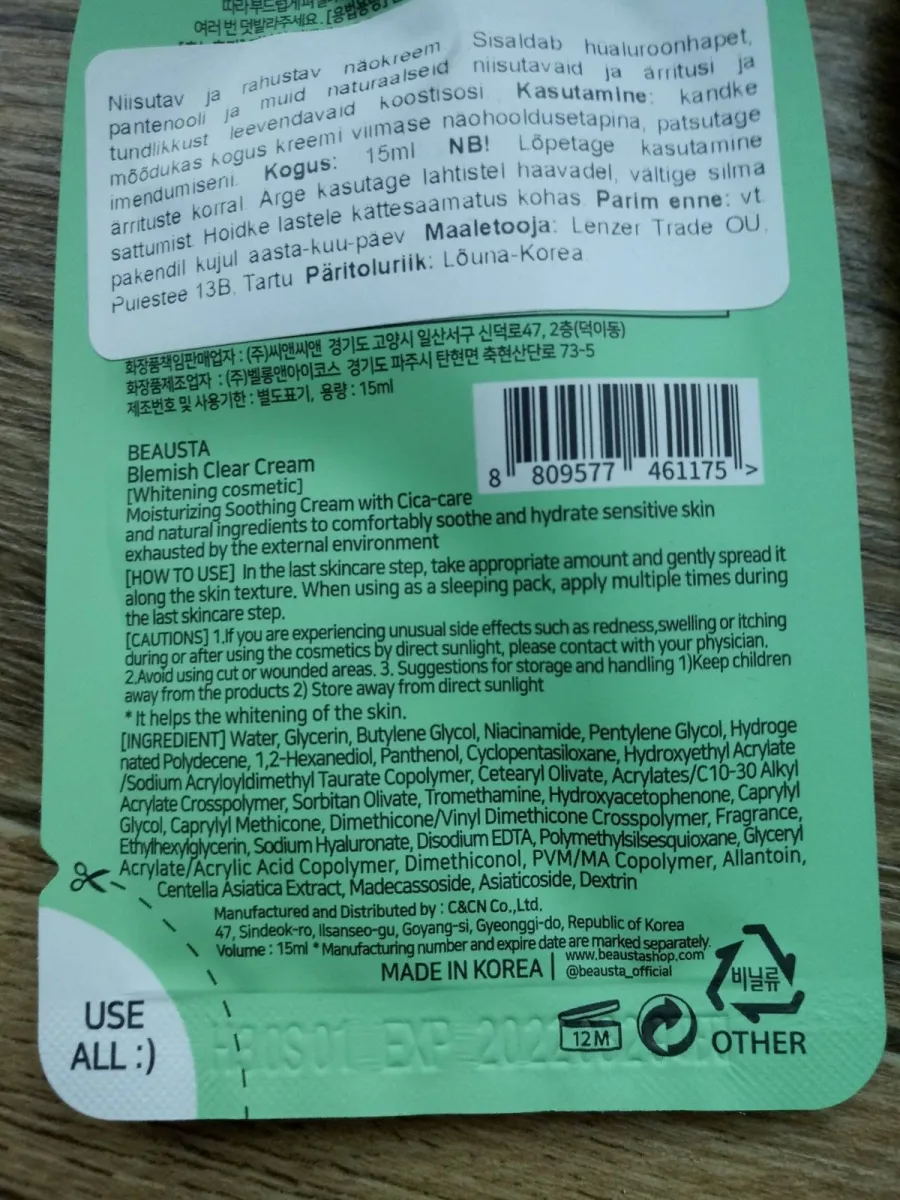 여러 번 덧발라주세요. [용법용량]
Niisutav ja rahustav näokreem. Sisaldab hüaluroonhapet,
pantenooli ja muid naturaalseid niisutavaid ja ärritusi ja
tundlikkust leevendavaid koostisosi Kasutamine: kandke
mõõdukas kogus kreemi viimase näohooldusetapina, patsutage
imendumiseni. Kogus: 15ml NB! Lõpetage kasutamine
ärrituste korral. Ärge kasutage lahtistel haavadel, vältige silma
sattumist. Hoidke lastele kättesaamatus kohas. Parim enne: vt.
pakendil kujul aasta-kuu-päev Maaletooja: Lenzer Trade OÜ,
Puiestee 13B, Tartu Päritoluriik: Lõuna-Korea.
화장품책임판매업자 : (주)씨앤씨앤 경기도 고양시 일산서구 신덕로47, 2층(덕이동)
화장품제조업자 : (주)벨롱앤아이코스 경기도 파주시 탄현면 축현산단로 73-5
제조번호 및 사용기한 : 별도표기, 용량 : 15ml
8 809577 461175 >
BEAUSTA
Blemish Clear Cream
[Whitening cosmetic]
Moisturizing Soothing Cream with Cica-care
and natural ingredients to comfortably soothe and hydrate sensitive skin
exhausted by the external environment
[HOW TO USE] In the last skincare step, take appropriate amount and gently spread it
along the skin texture. When using as a sleeping pack, apply multiple times during
the last skincare step.
[CAUTIONS] 1.If you are experiencing unusual side effects such as redness,swelling or itching
during or after using the cosmetics by direct sunlight, please contact with your physician.
2.Avoid using cut or wounded areas. 3. Suggestions for storage and handling 1)Keep children
away from the products 2) Store away from direct sunlight
* It helps the whitening of the skin.
[INGREDIENT] Water, Glycerin, Butylene Glycol, Niacinamide, Pentylene Glycol, Hydroge
nated Polydecene, 1,2-Hexanediol, Panthenol, Cyclopentasiloxane, Hydroxyethyl Acrylate
/Sodium Acryloyldimethyl Taurate Copolymer, Cetearyl Olivate, Acrylates/C10-30 Alkyl
Acrylate Crosspolymer, Sorbitan Olivate, Tromethamine, Hydroxyacetophenone, Caprylyl
Glycol, Caprylyl Methicone, Dimethicone/Vinyl Dimethicone Crosspolymer, Fragrance,
Ethylhexylglycerin, Sodium Hyaluronate, Disodium EDTA, Polymethylsilsesquioxane, Glyceryl
Acrylate/Acrylic Acid Copolymer, Dimethiconol, PVM/MA Copolymer, Allantoin,
Centella Asiatica Extract, Madecassoside, Asiaticoside, Dextrin
Manufactured and Distributed by : C&CN Co.,Ltd.
47, Sindeok-ro, Ilsanseo-gu, Goyang-si, Gyeonggi-do, Republic of Korea
Volume : 15ml * Manufacturing number and expire date are marked separately.
MADE IN KOREA | www.beaustashop.com
@beausta_official
비닐류
OTHER
12M
USE
ALL :)
EXP